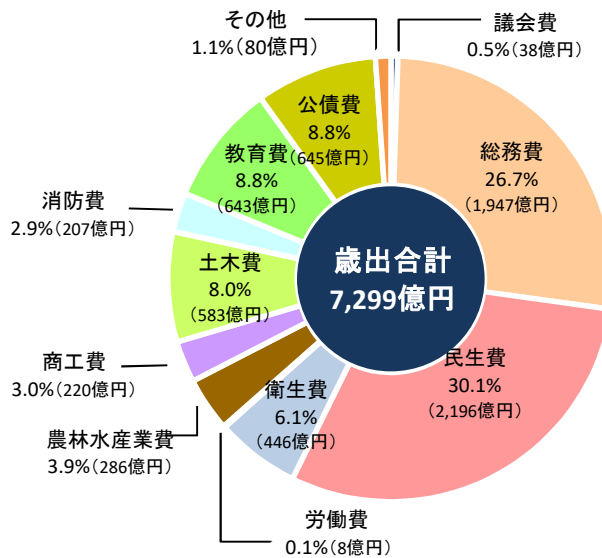 その他
1.1%(80億円)
議会費
0.5%(38億円)
総務費
26.7%
(1,947億円)
民生費
30.1%
(2,196億円)
衛生費
6.1%
(446億円)
労働費
0.1%(8億円)
農林水産業費
3.9%(286億円)
商工費
3.0%(220億円)
土木費
8.0%
(583億円)
消防費
2.9%(207億円)
教育費
8.8%
(643億円)
公債費
8.8%
(645億円)
歳出合計
7,299億円